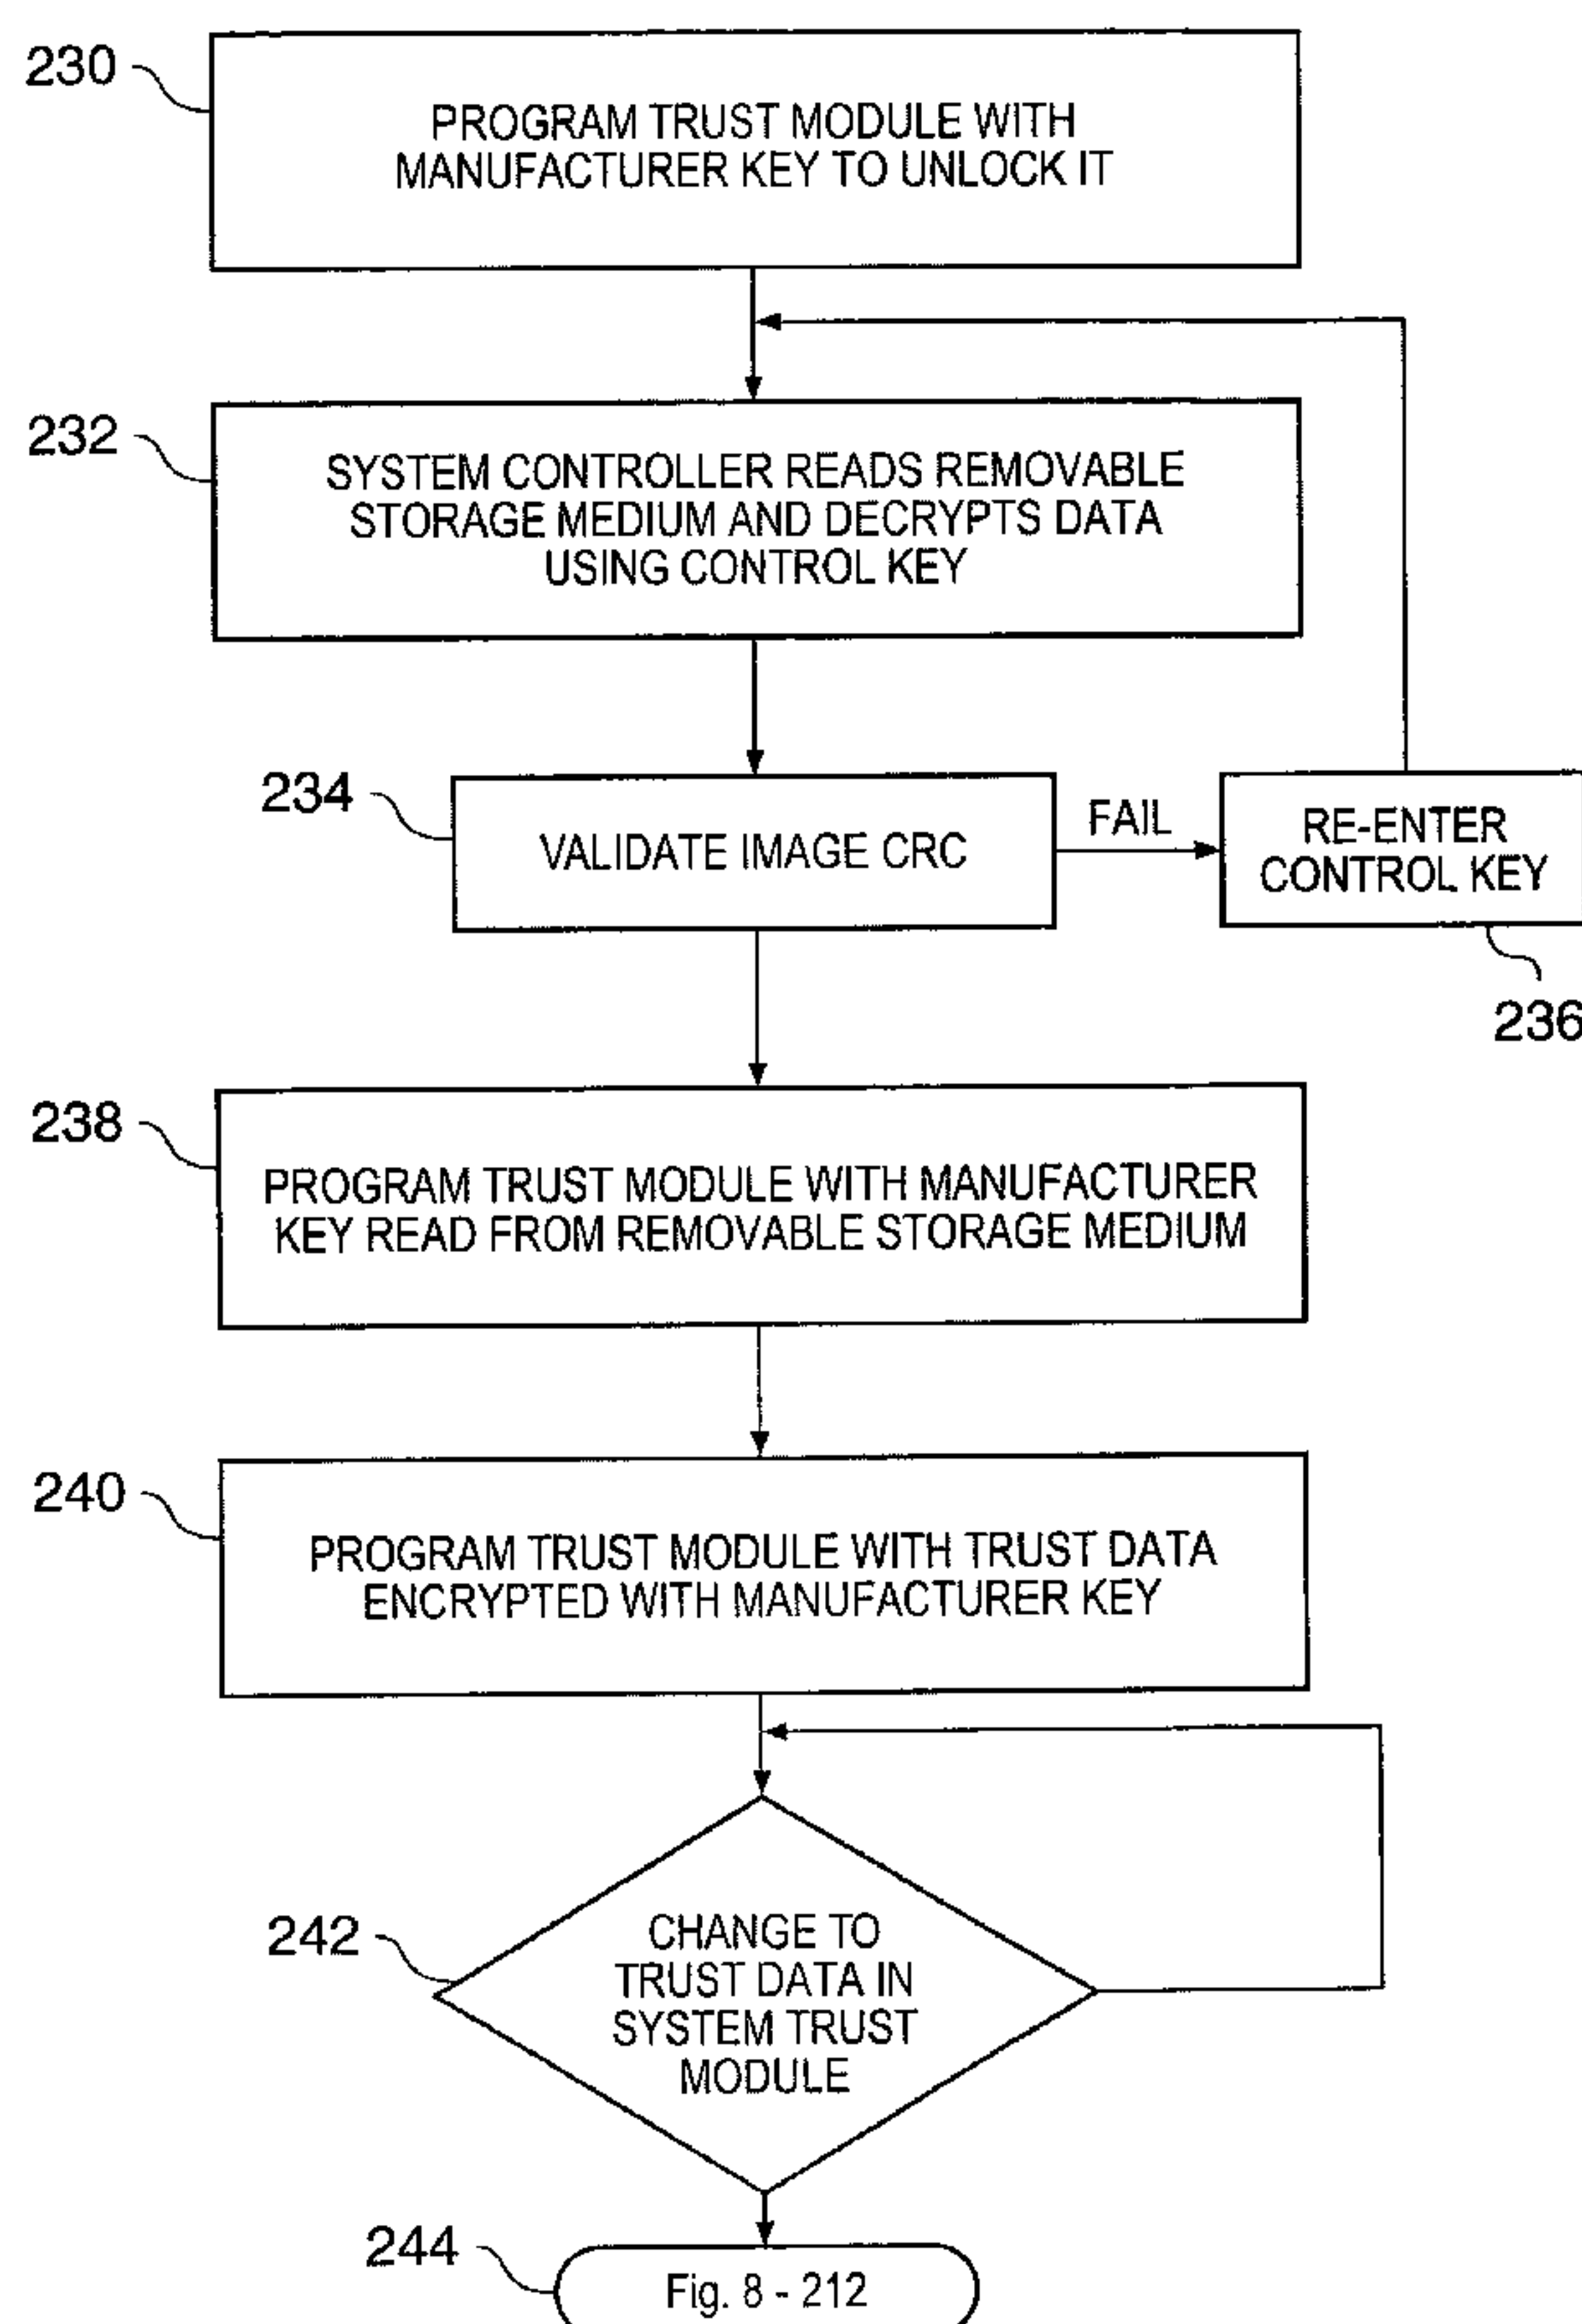 230
PROGRAM TRUST MODULE WITH
MANUFACTURER KEY TO UNLOCK IT
232
SYSTEM CONTROLLER READS REMOVABLE
STORAGE MEDIUM AND DECRYPTS DATA
USING CONTROL KEY
234
VALIDATE IMAGE CRC
FAIL
RE-ENTER
CONTROL KEY
236
238
PROGRAM TRUST MODULE WITH MANUFACTURER
KEY READ FROM REMOVABLE STORAGE MEDIUM
240
PROGRAM TRUST MODULE WITH TRUST DATA
ENCRYPTED WITH MANUFACTURER KEY
242
CHANGE TO
TRUST DATA IN
SYSTEM TRUST
MODULE
244
Fig. 8 - 212